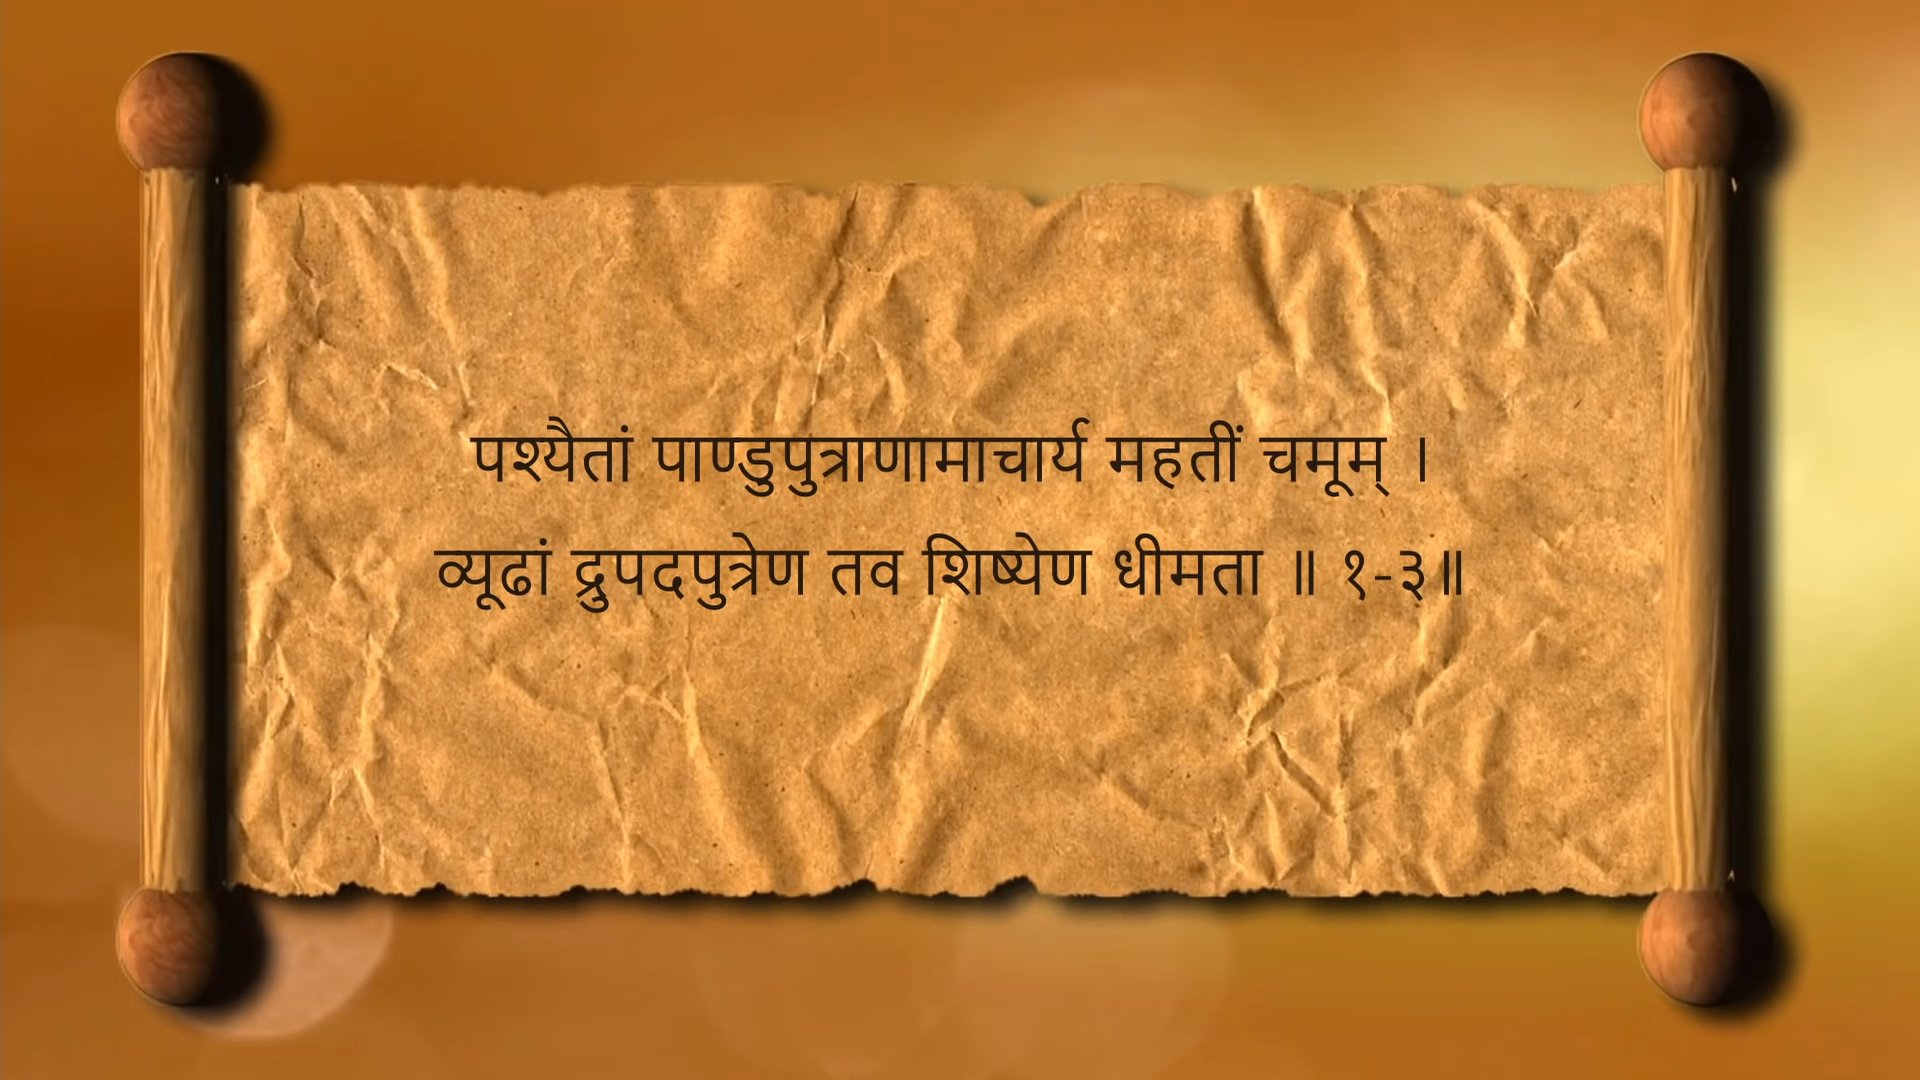 पश्यैतां पाण्डुपुत्राणामाचार्य महतीं चमूम् ।
व्यूढां द्रुपदपुत्रेण तव शिष्येण धीमता ॥ १-३॥